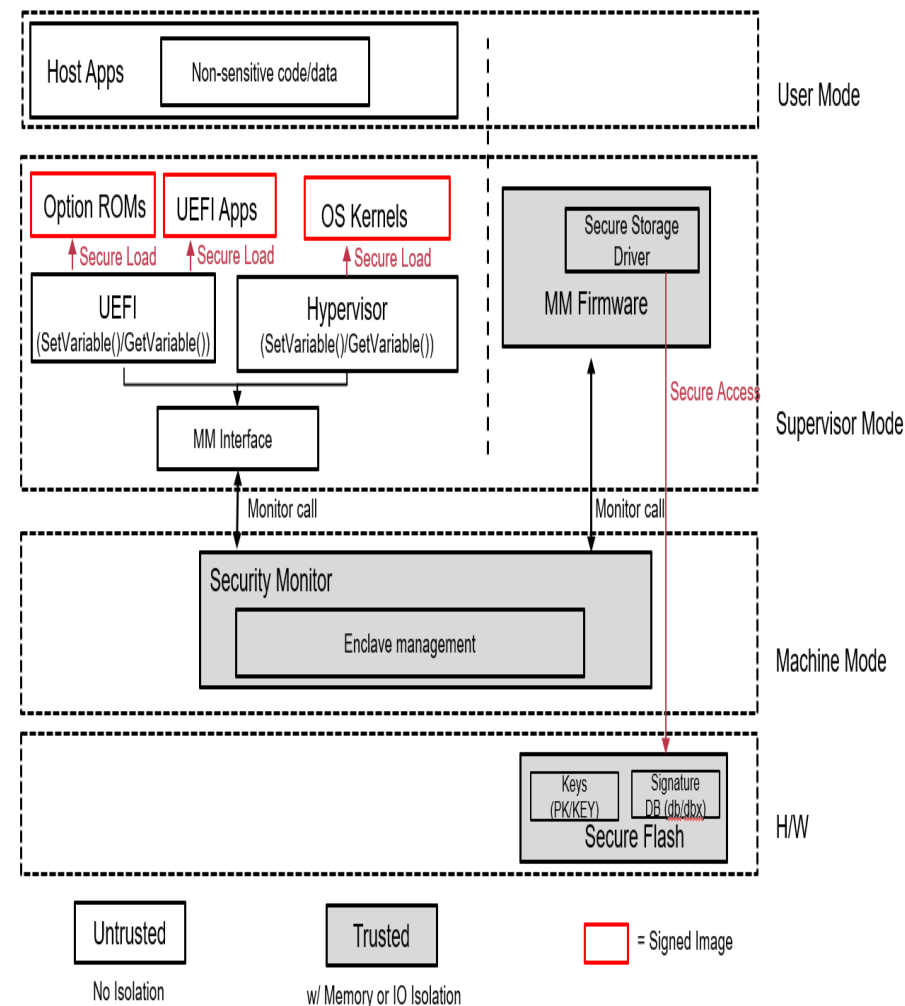 Host Apps
Non-sensitive code/data
User Mode
Option ROMs
UEFI Apps
OS Kernels
Secure Load
Secure Load
Secure Load
UEFI
(SetVariable()/GetVariable())
Hypervisor
(SetVariable()/GetVariable())
MM Interface
Secure Storage
Driver
MM Firmware
Secure Access
Supervisor Mode
Monitor call
Monitor call
Security Monitor
Enclave management
Machine Mode
Keys
(PK/KEY)
Signature
DB (db/dbx)
Secure Flash
H/W
Untrusted
No Isolation
Trusted
w/ Memory or IO Isolation
= Signed Image